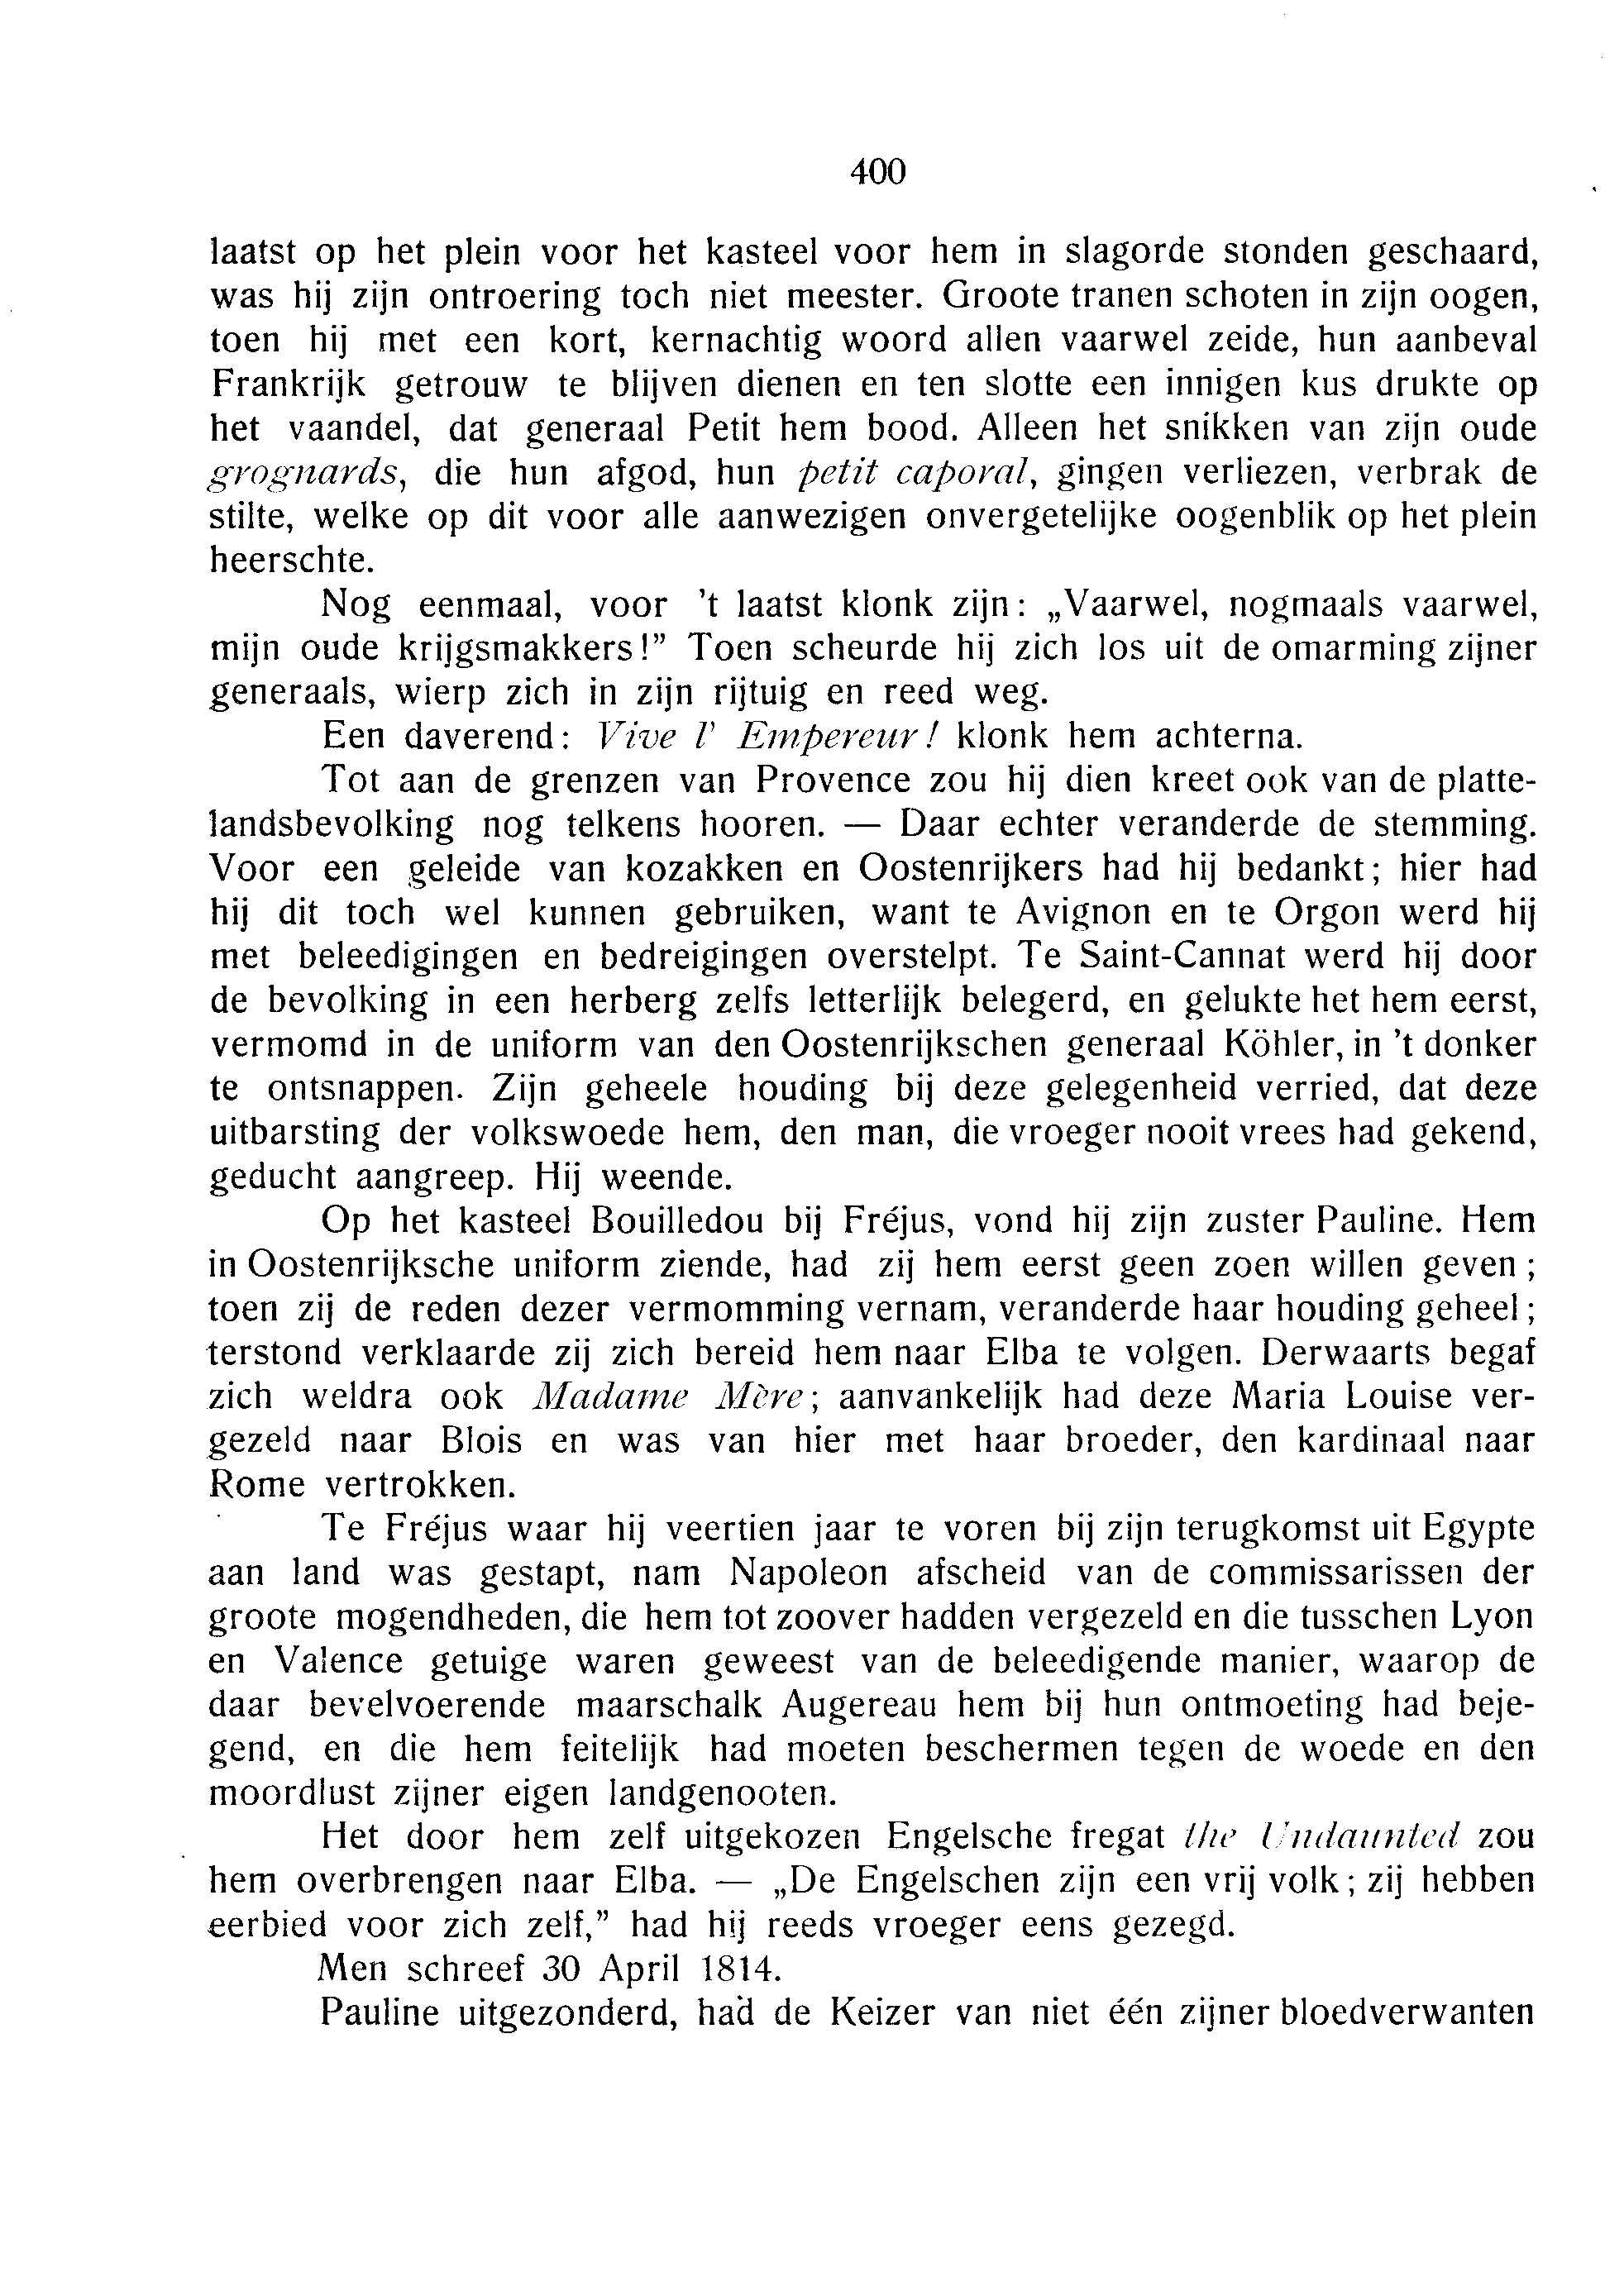 400
laatst op het plein voor het kasteel voor hem in slagorde stonden geschaard,
was hij zijn ontroering toch niet meester. Groote tranen schoten in zijn oogen,
toen hij met een kort, kernachtig woord allen vaarwel zeide, hun aanbeval
Frankrijk getrouw te blijven dienen en ten slotte een innigen kus drukte op
het vaandel, dat generaal Petit hem bood. Alleen het snikken van zijn oude
grognards, die hun afgod, hun petit caporal, gingen verliezen, verbrak de
stilte, welke op dit voor alle aanwezigen onvergetelijke oogenblik op het plein
heerschte.
Nog eenmaal, voor 't laatst klonk zijn: „Vaarwel, nogmaals vaarwel,
mijn oude krijgsmakkers!” Toen scheurde hij zich los uit de omarming zijner
generaals, wierp zich in zijn rijtuig en reed weg.
Een daverend: Vive l' Empereur! klonk hem achterna.
Tot aan de grenzen van Provence zou hij dien kreet ook van de platte-
landsbevolking nog telkens hooren. — Daar echter veranderde de stemming.
Voor een geleide van kozakken en Oostenrijkers had hij bedankt; hier had
hij dit toch wel kunnen gebruiken, want te Avignon en te Orgon werd hij
met beleedigingen en bedreigingen overstelpt. Te Saint-Cannat werd hij door
de bevolking in een herberg zelfs letterlijk belegerd, en gelukte het hem eerst,
vermomd in de uniform van den Oostenrijkschen generaal Köhler, in 't donker
te ontsnappen. Zijn geheele houding bij deze gelegenheid verried, dat deze
uitbarsting der volkswoede hem, den man, die vroeger nooit vrees had gekend,
geducht aangreep. Hij weende.
Op het kasteel Bouilledou bij Fréjus, vond hij zijn zuster Pauline. Hem
in Oostenrijksche uniform ziende, had zij hem eerst geen zoen willen geven;
toen zij de reden dezer vermomming vernam, veranderde haar houding geheel;
terstond verklaarde zij zich bereid hem naar Elba te volgen. Derwaarts begaf
zich weldra ook Madame Mère; aanvankelijk had deze Maria Louise ver-
gezeld naar Blois en was van hier met haar broeder, den kardinaal naar
Rome vertrokken.
Te Fréjus waar hij veertien jaar te voren bij zijn terugkomst uit Egypte
aan land was gestapt, nam Napoleon afscheid van de commissarissen der
groote mogendheden, die hem tot zoover hadden vergezeld en die tusschen Lyon
en Valence getuige waren geweest van de beleedigende manier, waarop de
daar bevelvoerende maarschalk Augereau hem bij hun ontmoeting had beje-
gend, en die hem feitelijk had moeten beschermen tegen de woede en den
moordlust zijner eigen landgenooten.
Het door hem zelf uitgekozen Engelsche fregat the Undaunted zou
hem overbrengen naar Elba. — „De Engelschen zijn een vrij volk; zij hebben
eerbied voor zich zelf,” had hij reeds vroeger eens gezegd.
Men schreef 30 April 1814.
Pauline uitgezonderd, had de Keizer van niet één zijner bloedverwanten